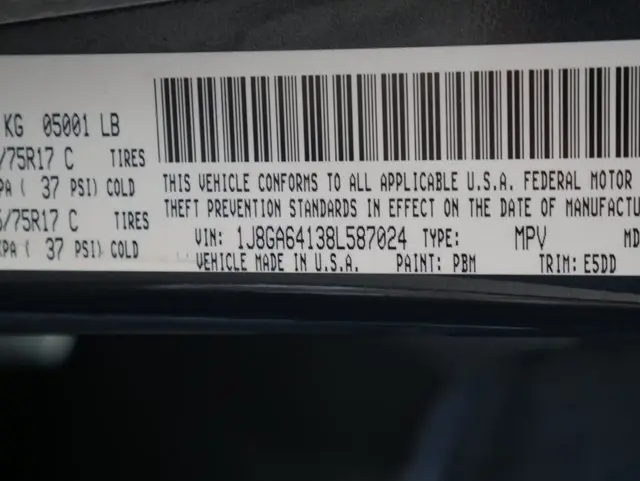 KG 05001 LB
/75R17 C TIRES
PA ( 37 PSI) COLD
/75R17 C TIRES
KPA ( 37 PSI) COLD
THIS VEHICLE CONFORMS TO ALL APPLICABLE U.S.A. FEDERAL MOTOR
THEFT PREVENTION STANDARDS IN EFFECT ON THE DATE OF MANUFACTU
VIN: 1J8GA64138L587024 TYPE: MPV MD
VEHICLE MADE IN U.S.A. PAINT: PBM TRIM: E5DD